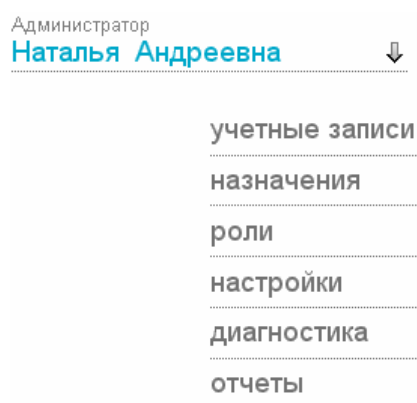 Администратор
Наталья Андреевна
учетные записи
назначения
роли
настройки
диагностика
отчеты